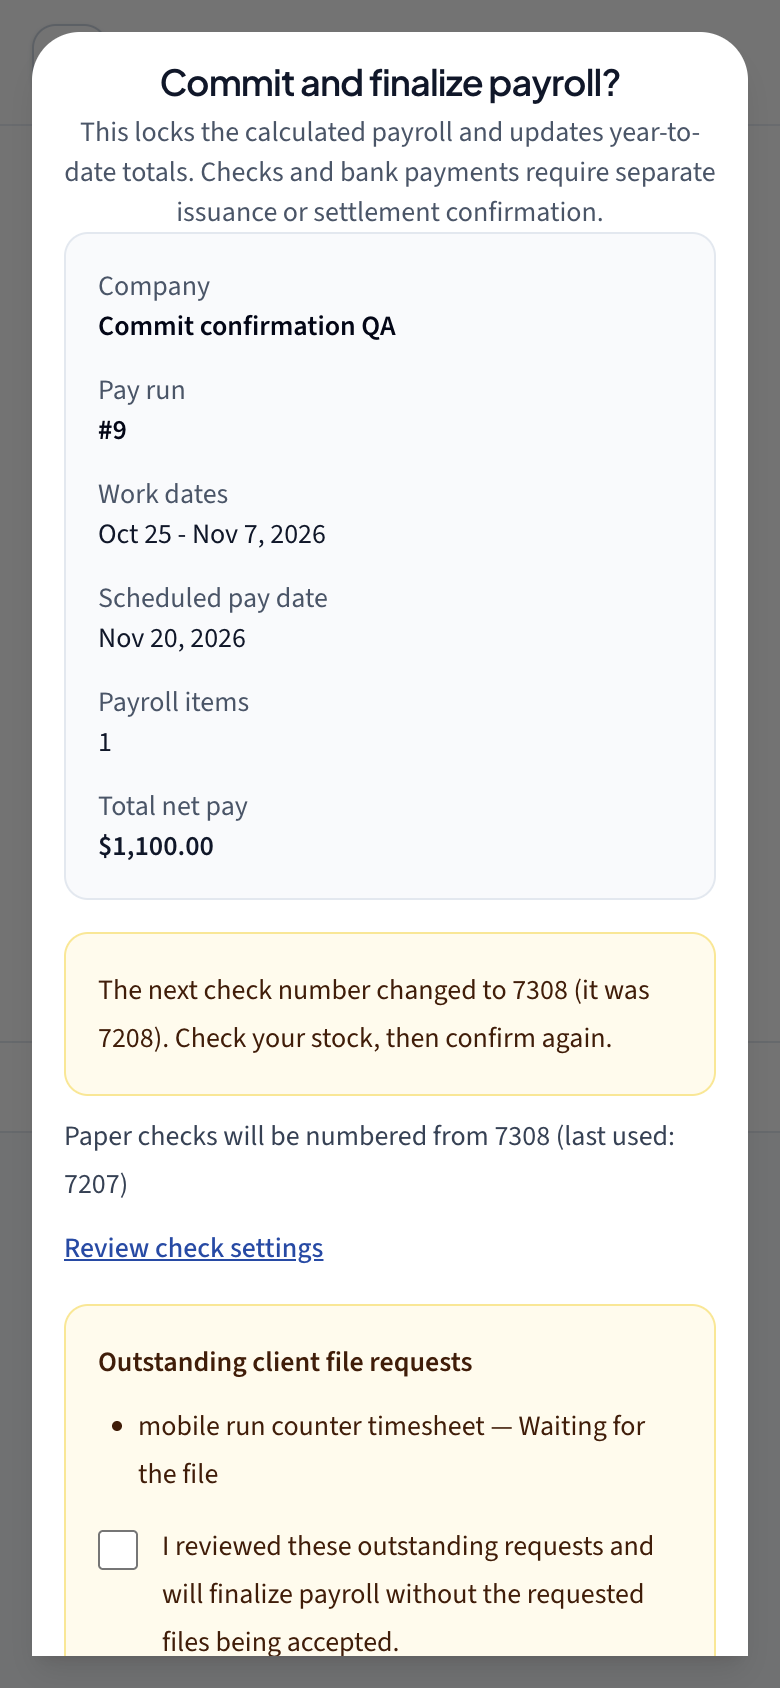 Commit and finalize payroll?
This locks the calculated payroll and updates year-to-
date totals. Checks and bank payments require separate
issuance or settlement confirmation.
Company
Commit confirmation QA
Pay run
#9
Work dates
Oct 25 - Nov 7, 2026
Scheduled pay date
Nov 20, 2026
Payroll items
1
Total net pay
$1,100.00
The next check number changed to 7308 (it was
7208). Check your stock, then confirm again.
Paper checks will be numbered from 7308 (last used:
7207)
Review check settings
Outstanding client file requests
• mobile run counter timesheet — Waiting for
the file
I reviewed these outstanding requests and
will finalize payroll without the requested
files being accepted.